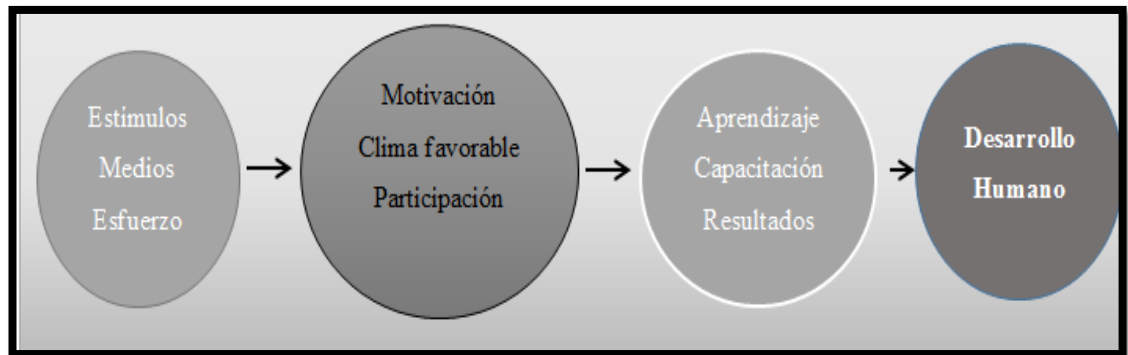 Estímulos
Medios
Esfuerzo
Motivación
Clima favorable
Participación
Aprendizaje
Capacitación
Resultados
Desarrollo
Humano